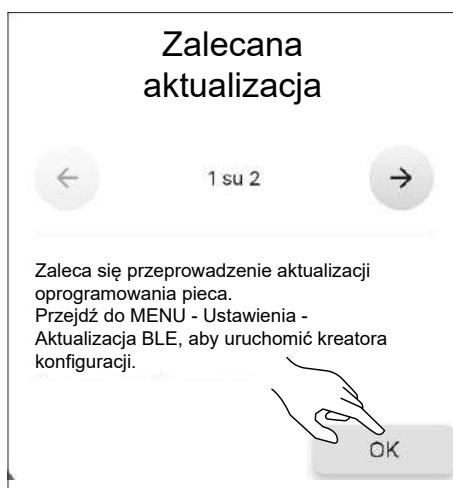 Zalecana
aktualizacja
1 su 2
Zaleca się przeprowadzenie aktualizacji
oprogramowania pieca.
Przejdź do MENU - Ustawienia -
Aktualizacja BLE, aby uruchomić kreatora
konfiguracji.
OK